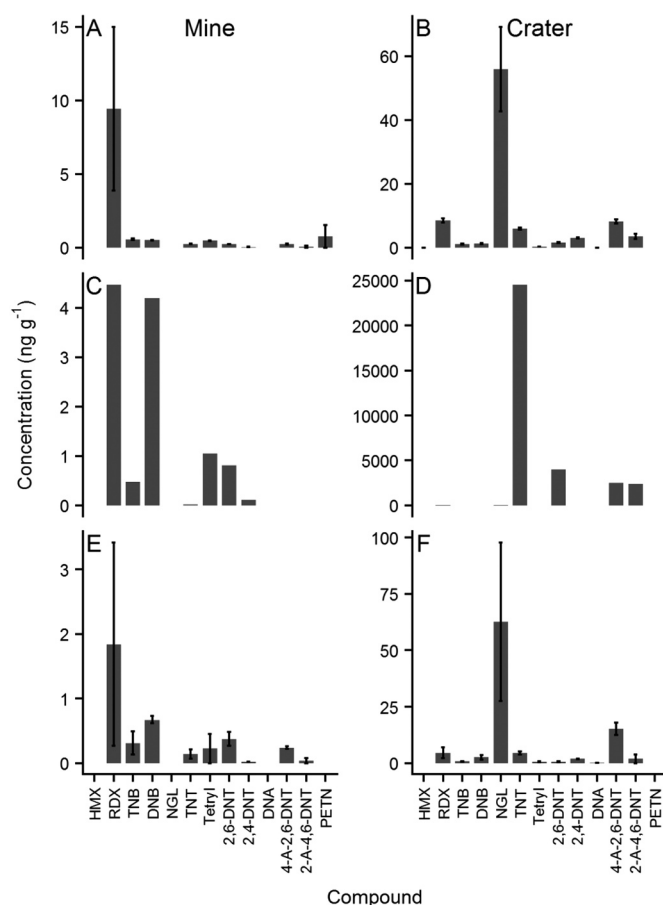 A Mine
15
10
5
0
B Crater
60
40
20
0
Concentration (ng g⁻¹)
C
4
3
2
1
0
D
25000
20000
15000
10000
5000
0
E
3
2
1
0
F
100
75
50
25
0
HMX
RDX
TNB
DNB
NGL
TNT
Tetryl
2,6-DNT
2,4-DNT
DNA
4-A-2,6-DNT
2-A-4,6-DNT
PETN
HMX
RDX
TNB
DNB
NGL
TNT
Tetryl
2,6-DNT
2,4-DNT
DNA
4-A-2,6-DNT
2-A-4,6-DNT
PETN
Compound